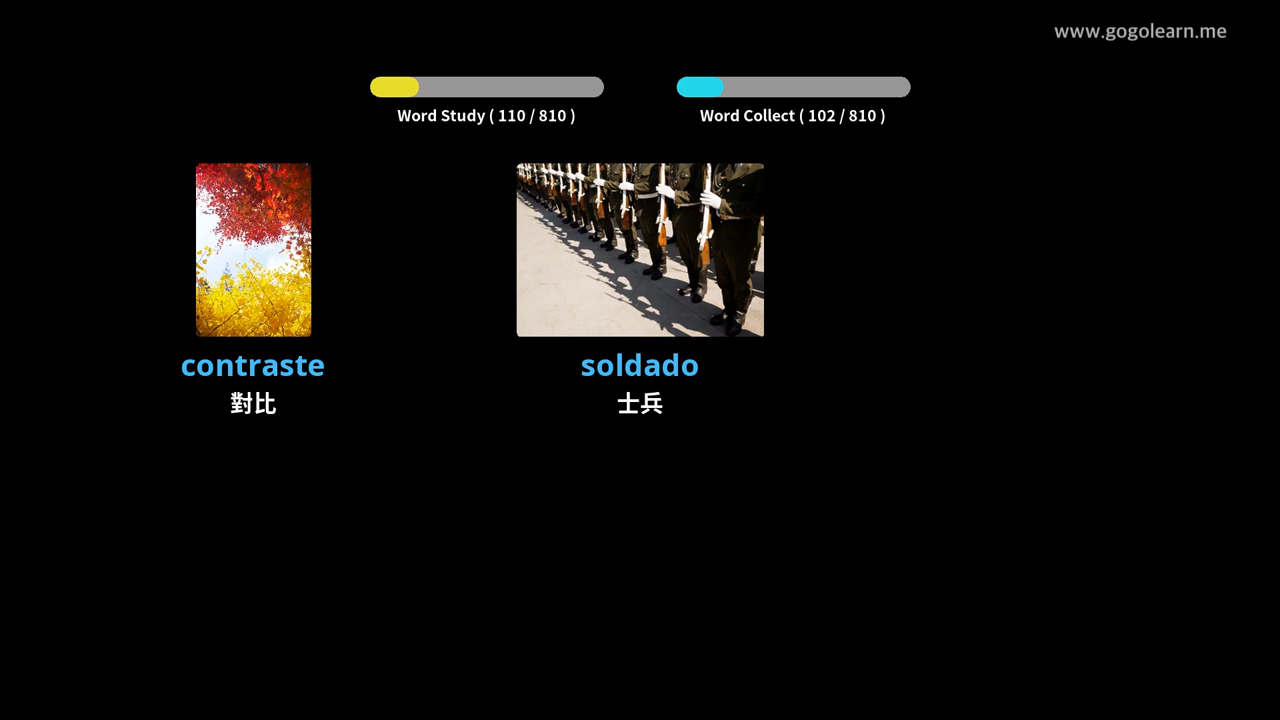 www.gogolearn.me
Word Study ( 110 / 810 )
Word Collect ( 102 / 810 )
contraste
對比
soldado
士兵